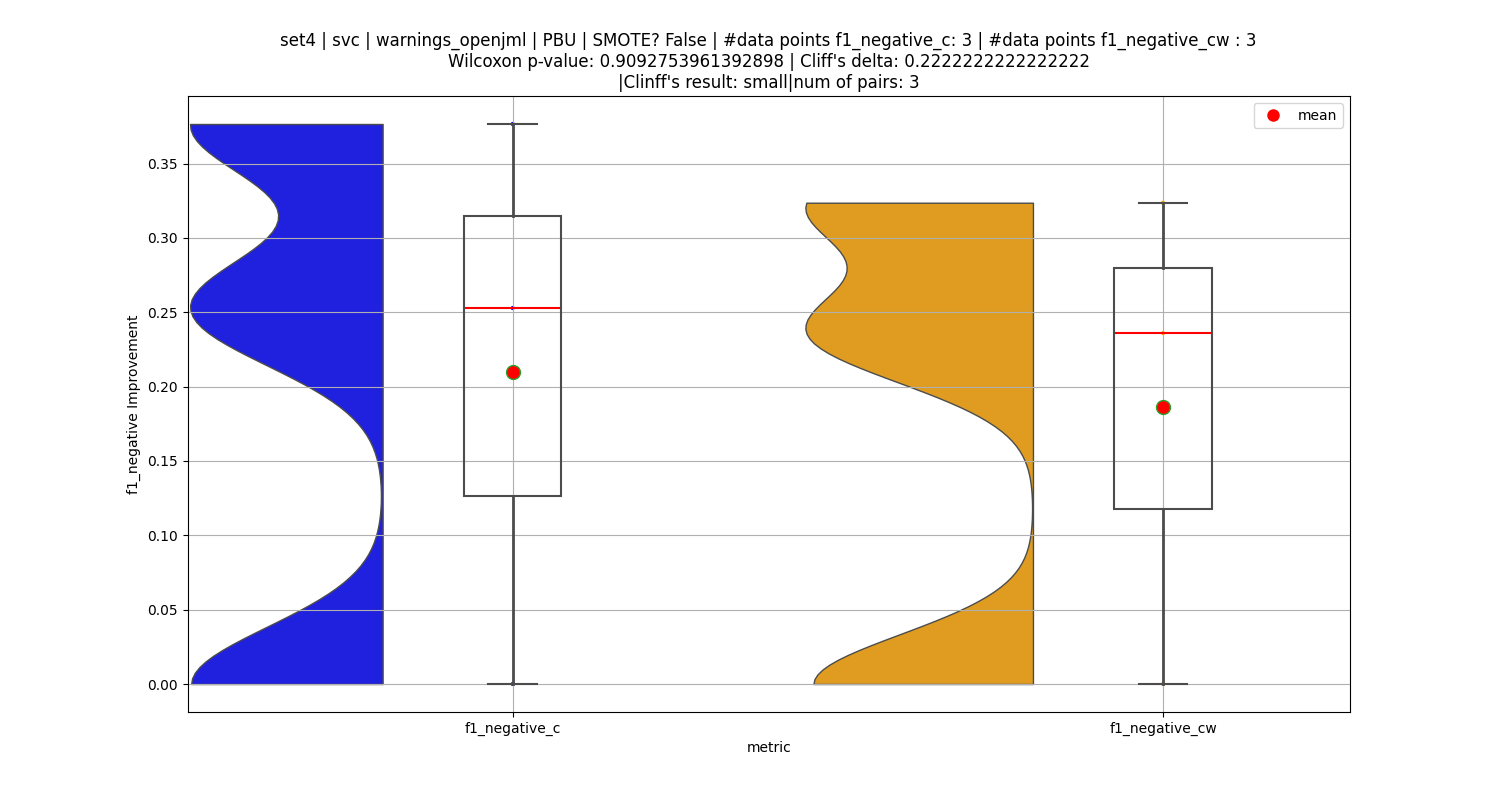 set4 | svc | warnings_openjml | PBU | SMOTE? False | #data points f1_negative_c: 3 | #data points f1_negative_cw : 3
Wilcoxon p-value: 0.9092753961392898 | Cliff's delta: 0.2222222222222222
|Clinff's result: small|num of pairs: 3
mean
0.35
0.30
0.25
0.20
0.15
0.10
0.05
0.00
f1_negative Improvement
f1_negative_c
f1_negative_cw
metric